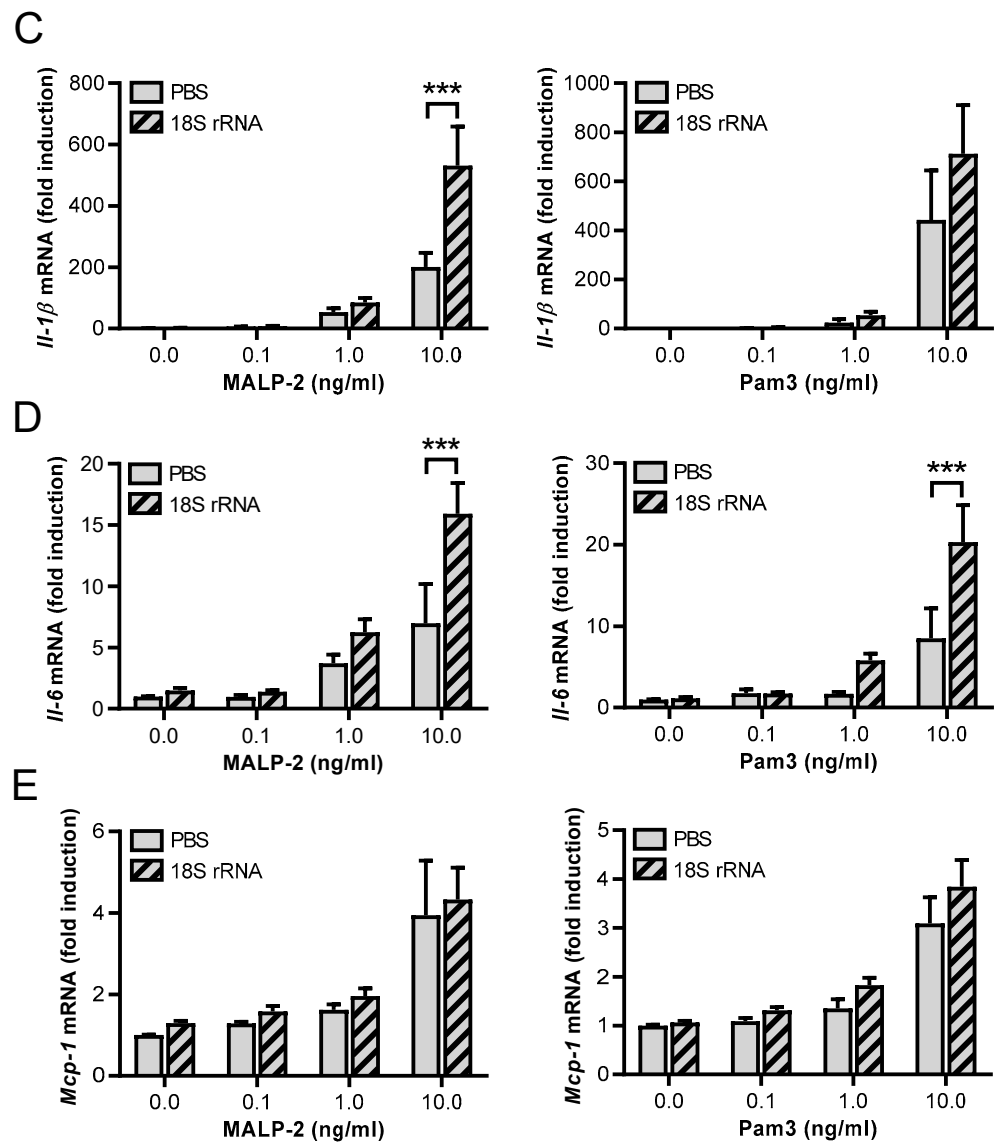 C
Il-1β mRNA (fold induction)
800
600
400
200
0
PBS
18S rRNA
***
0.0 0.1 1.0 10.0
MALP-2 (ng/ml)
Il-1β mRNA (fold induction)
1000
800
600
400
200
0
PBS
18S rRNA
0.0 0.1 1.0 10.0
Pam3 (ng/ml)
D
Il-6 mRNA (fold induction)
20
15
10
5
0
PBS
18S rRNA
***
0.0 0.1 1.0 10.0
MALP-2 (ng/ml)
Il-6 mRNA (fold induction)
30
20
10
0
PBS
18S rRNA
***
0.0 0.1 1.0 10.0
Pam3 (ng/ml)
E
Mcp-1 mRNA (fold induction)
6
4
2
0
PBS
18S rRNA
0.0 0.1 1.0 10.0
MALP-2 (ng/ml)
Mcp-1 mRNA (fold induction)
5
4
3
2
1
0
PBS
18S rRNA
0.0 0.1 1.0 10.0
Pam3 (ng/ml)